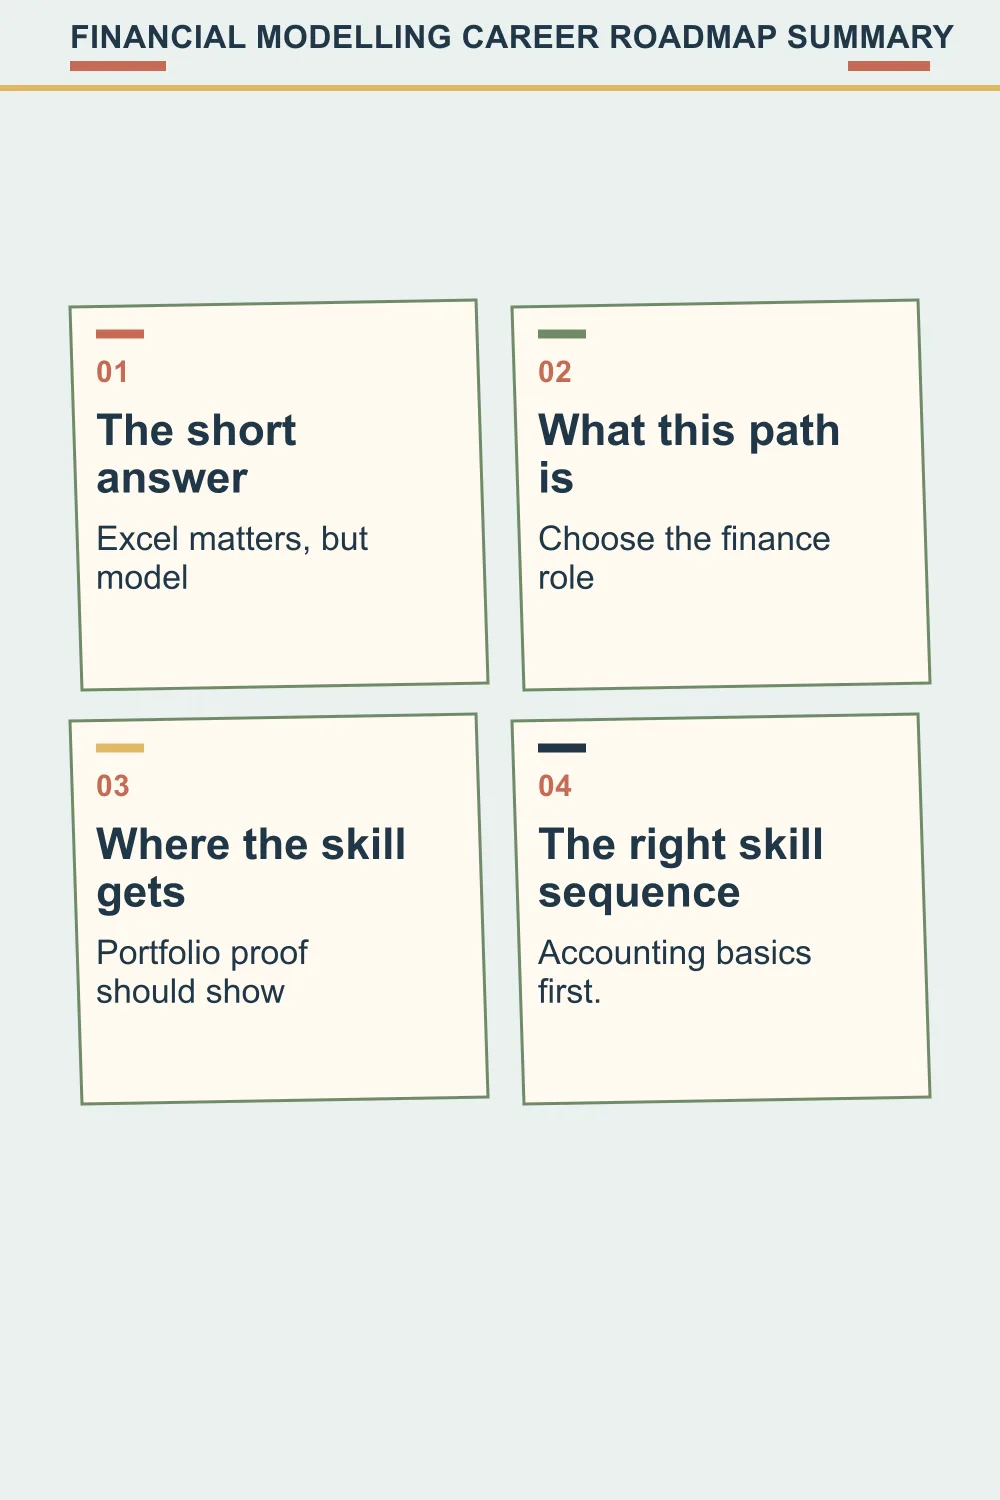 FINANCIAL MODELLING CAREER ROADMAP SUMMARY
01
The short
answer
Excel matters, but
model
02
What this path
is
Choose the finance
role
03
Where the skill
gets
Portfolio proof
should show
04
The right skill
sequence
Accounting basics
first.